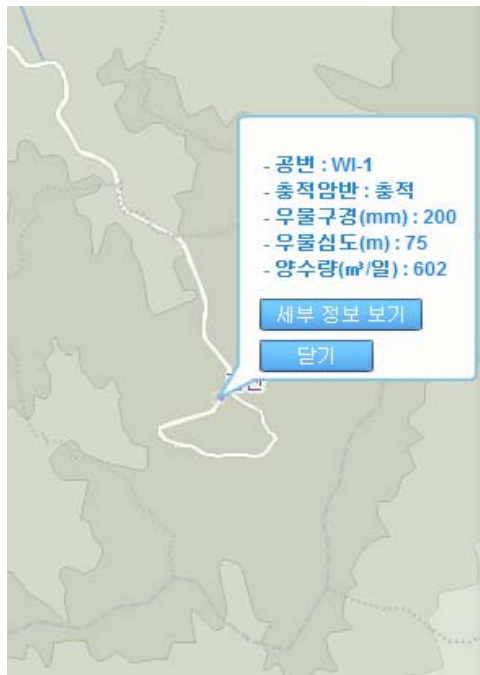 - 공번 : WI-1
- 충적암반 : 충적
- 우물구경(mm) : 200
- 우물심도(m) : 75
- 양수량(㎥/일) : 602
세부 정보 보기
닫기